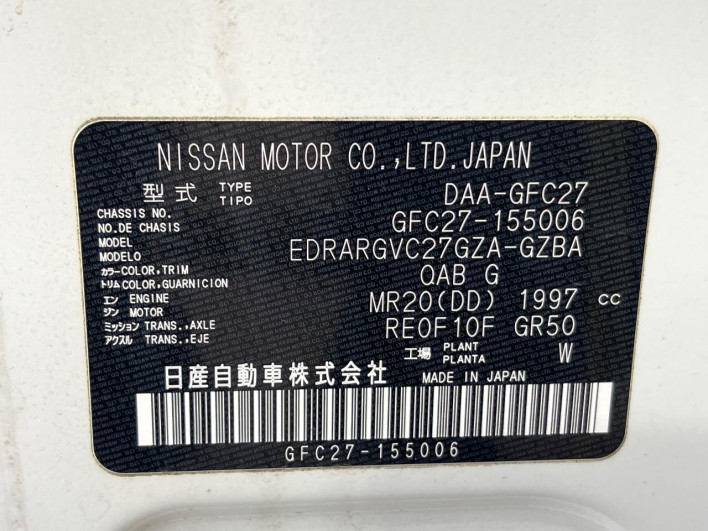 NISSAN MOTOR CO.,LTD.JAPAN
型式 TYPE TIPO DAA-GFC27
CHASSIS NO. NO.DE CHASIS GFC27-155006
MODEL MODELO EDRARGVC27GZA-GZBA
カラー COLOR,TRIM QAB G
トリム COLOR,GUARNICION
エン ENGINE MR20(DD) 1997 cc
ジン MOTOR
ミッション TRANS.,AXLE RE0F10F GR50
アクスル TRANS.,EJE
工場 PLANT PLANTA W
日産自動車株式会社 MADE IN JAPAN
GFC27-155006